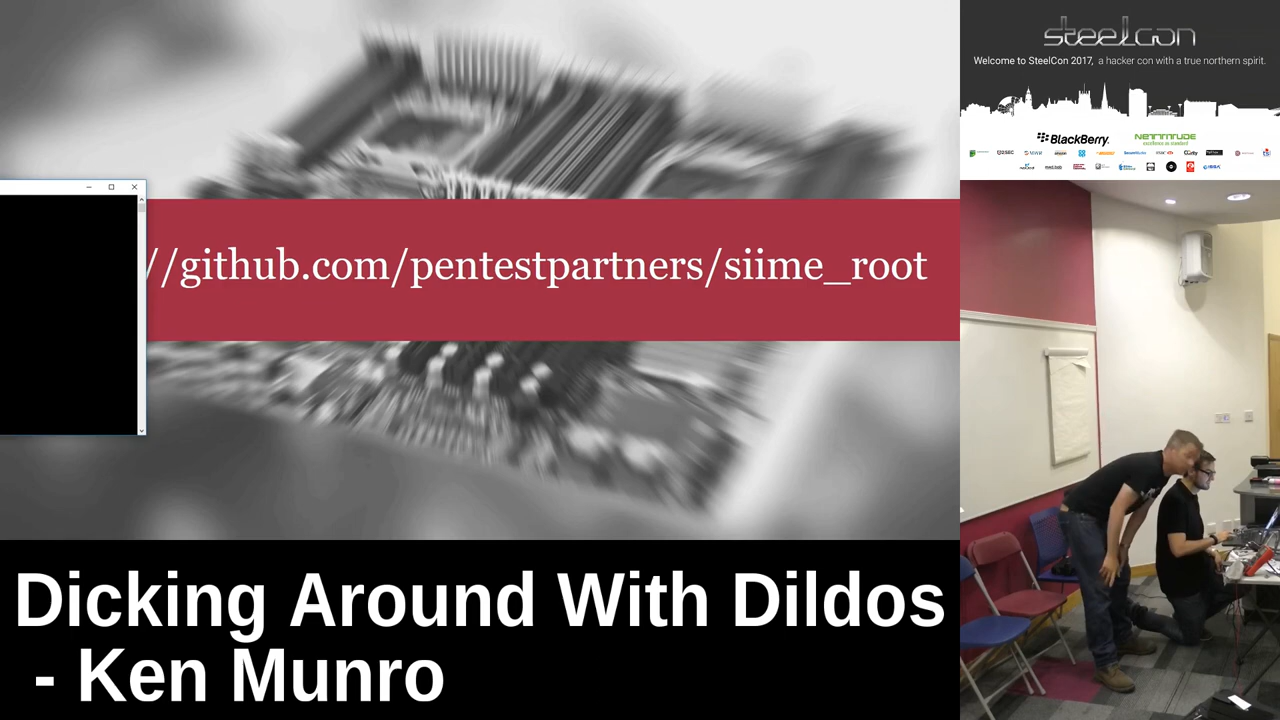 steelcon
Welcome to SteelCon 2017, a hacker con with a true northern spirit.
BlackBerry
NETTITUDE
//github.com/pentestpartners/siime_root
Dicking Around With Dildos
- Ken Munro